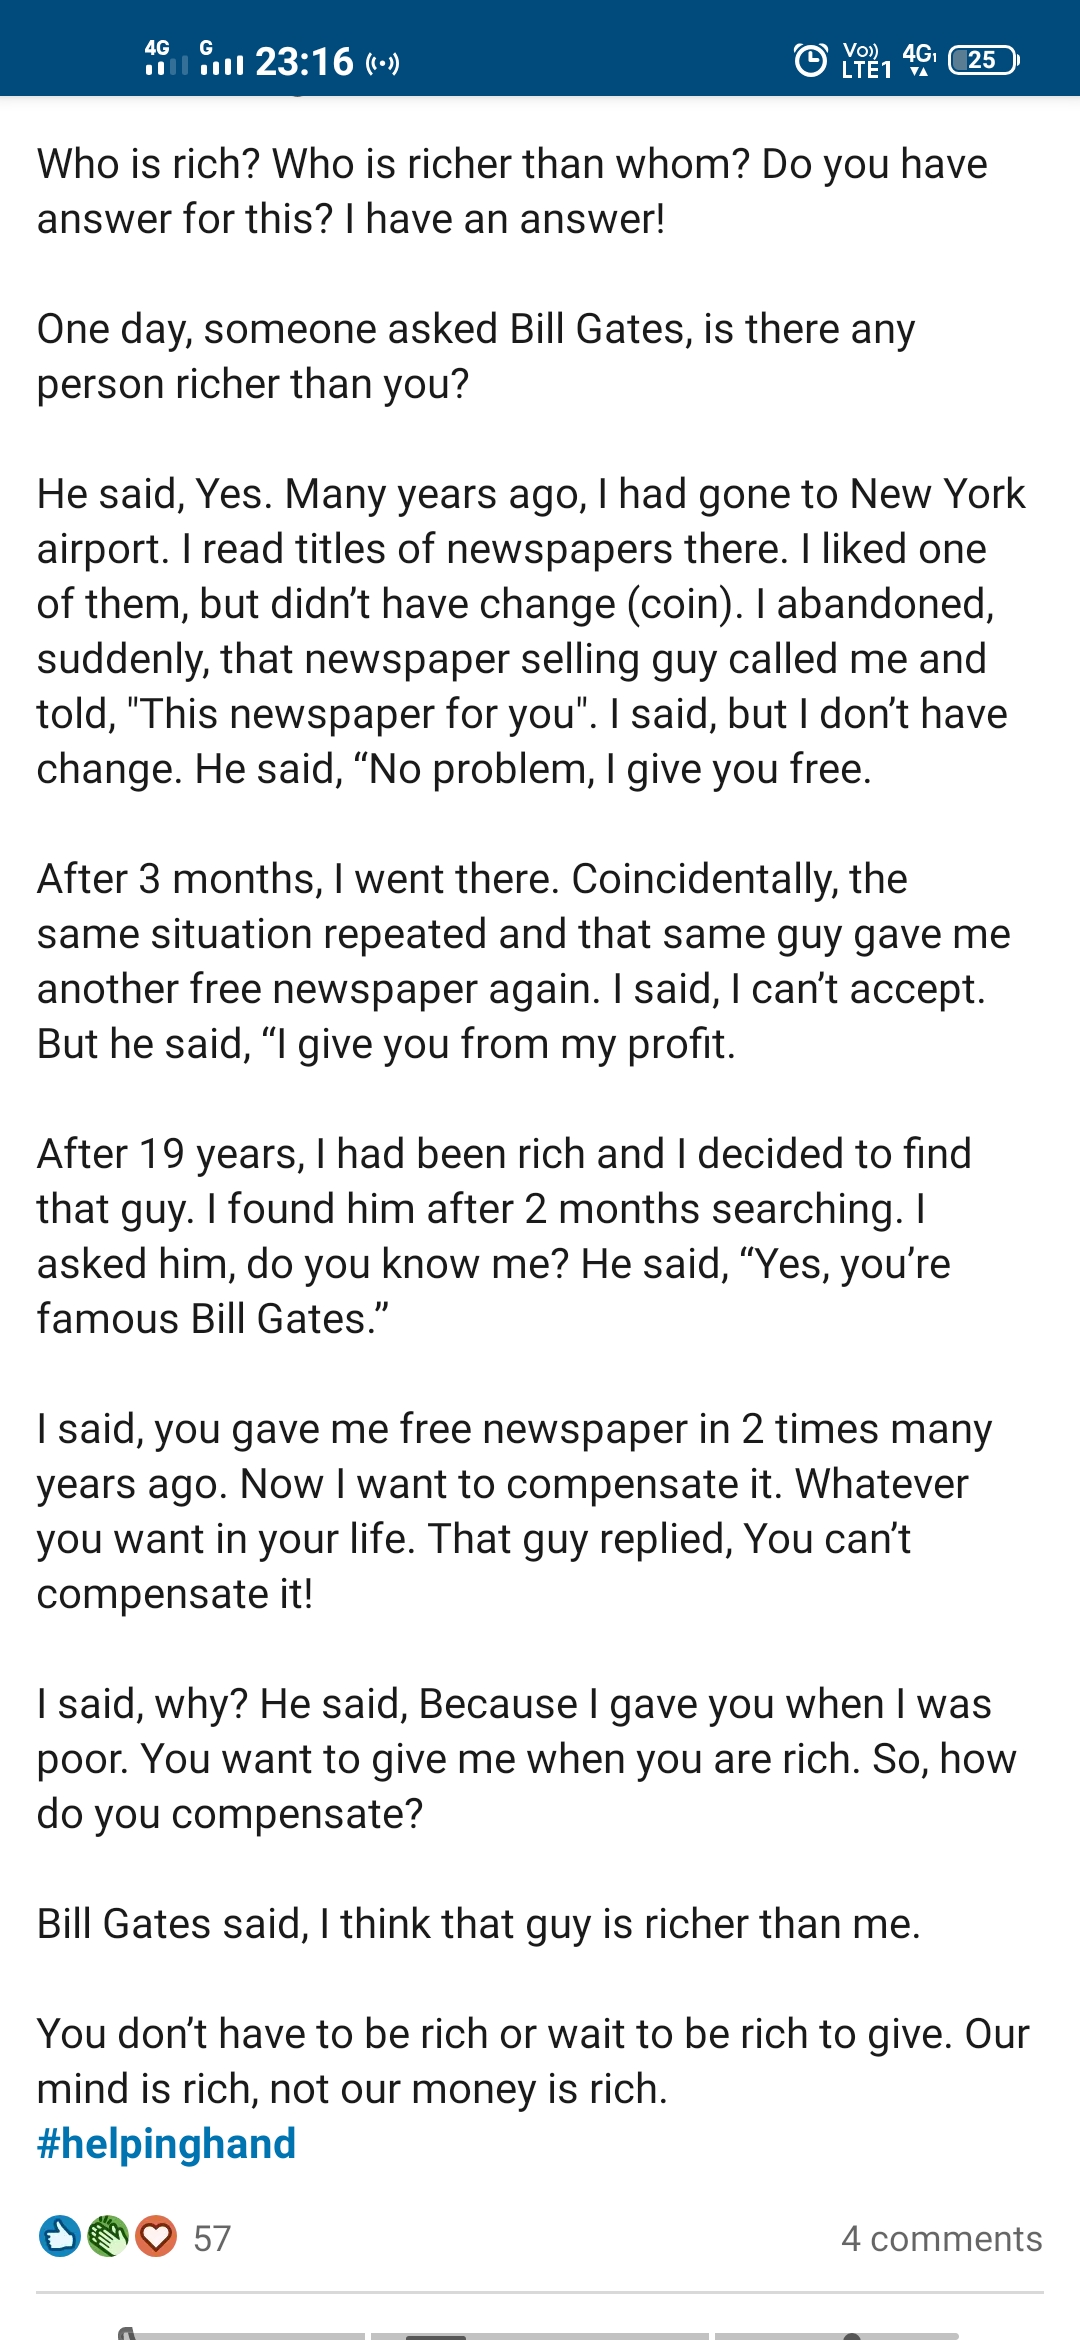 4G G 23:16 Vo)) LTE1 4G1 25
Who is rich? Who is richer than whom? Do you have
answer for this? I have an answer!
One day, someone asked Bill Gates, is there any
person richer than you?
He said, Yes. Many years ago, I had gone to New York
airport. I read titles of newspapers there. I liked one
of them, but didn’t have change (coin). I abandoned,
suddenly, that newspaper selling guy called me and
told, "This newspaper for you". I said, but I don’t have
change. He said, “No problem, I give you free.
After 3 months, I went there. Coincidentally, the
same situation repeated and that same guy gave me
another free newspaper again. I said, I can’t accept.
But he said, “I give you from my profit.
After 19 years, I had been rich and I decided to find
that guy. I found him after 2 months searching. I
asked him, do you know me? He said, “Yes, you’re
famous Bill Gates.”
I said, you gave me free newspaper in 2 times many
years ago. Now I want to compensate it. Whatever
you want in your life. That guy replied, You can’t
compensate it!
I said, why? He said, Because I gave you when I was
poor. You want to give me when you are rich. So, how
do you compensate?
Bill Gates said, I think that guy is richer than me.
You don’t have to be rich or wait to be rich to give. Our
mind is rich, not our money is rich.
#helpinghand
57 4 comments